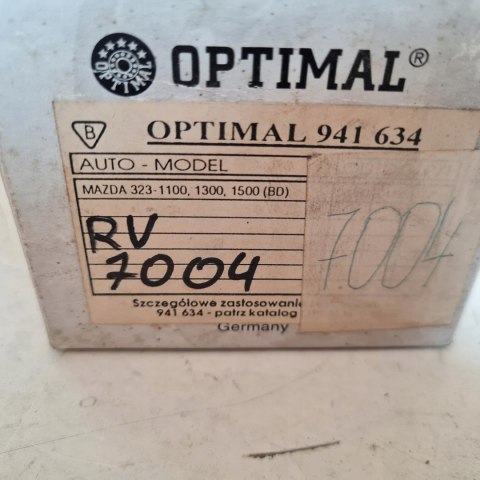 OPTIMAL OPTIMAL®
B OPTIMAL 941 634
AUTO - MODEL
MAZDA 323-1100, 1300, 1500 (BD)
RV
7004 7004
Szczegółowe zastosowanie
941 634 - patrz katalog
Germany